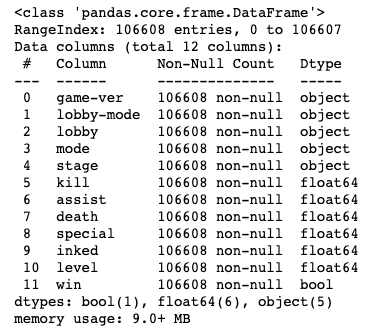 <class 'pandas.core.frame.DataFrame'>
RangeIndex: 106608 entries, 0 to 106607
Data columns (total 12 columns):
 #   Column      Non-Null Count   Dtype
---  ------      --------------   -----
 0   game-ver    106608 non-null  object
 1   lobby-mode  106608 non-null  object
 2   lobby       106608 non-null  object
 3   mode        106608 non-null  object
 4   stage       106608 non-null  object
 5   kill        106608 non-null  float64
 6   assist      106608 non-null  float64
 7   death       106608 non-null  float64
 8   special     106608 non-null  float64
 9   inked       106608 non-null  float64
 10  level       106608 non-null  float64
 11  win         106608 non-null  bool
dtypes: bool(1), float64(6), object(5)
memory usage: 9.0+ MB